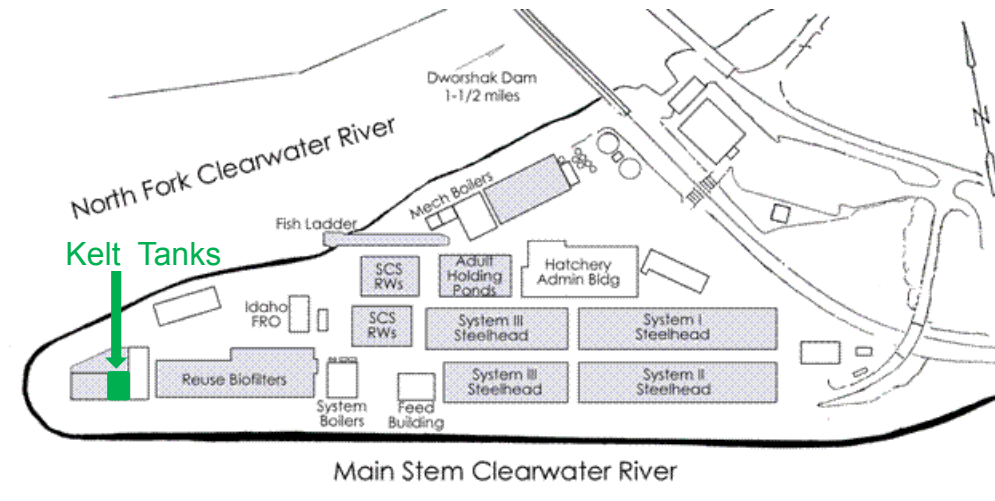 Dworshak Dam
1-1/2 miles
North Fork Clearwater River
N
Mech Boilers
Fish Ladder
Kelt Tanks
SCS
RWs
Adult
Holding
Ponds
Hatchery
Admin Bldg
Idaho
FRO
SCS
RWs
System III
Steelhead
System I
Steelhead
Reuse Biofilters
System III
Steelhead
System II
Steelhead
System
Boilers
Feed
Building
Main Stem Clearwater River